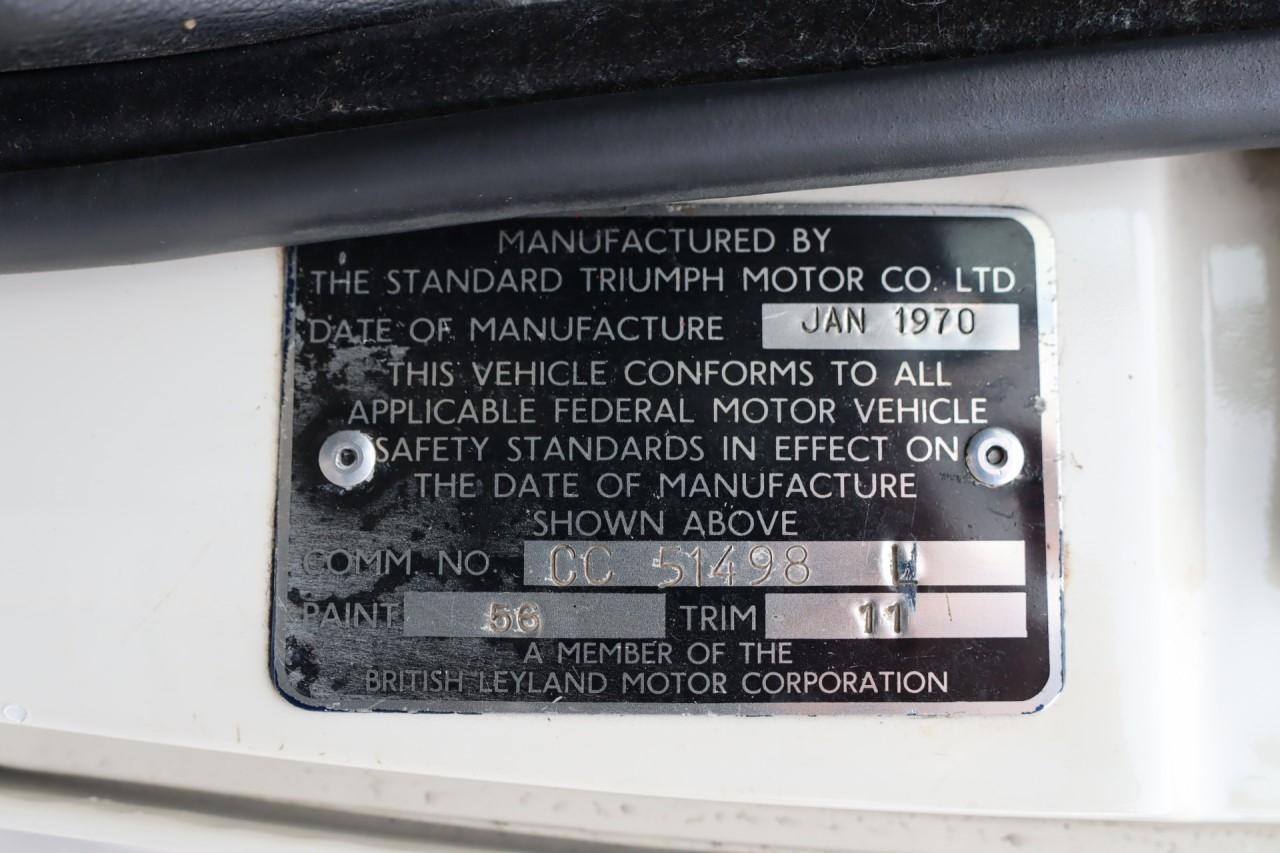 MANUFACTURED BY
THE STANDARD TRIUMPH MOTOR CO. LTD
DATE OF MANUFACTURE JAN 1970
THIS VEHICLE CONFORMS TO ALL
APPLICABLE FEDERAL MOTOR VEHICLE
SAFETY STANDARDS IN EFFECT ON
THE DATE OF MANUFACTURE
SHOWN ABOVE
COMM NO CC 51498
PAINT 56 TRIM 11
A MEMBER OF THE
BRITISH LEYLAND MOTOR CORPORATION